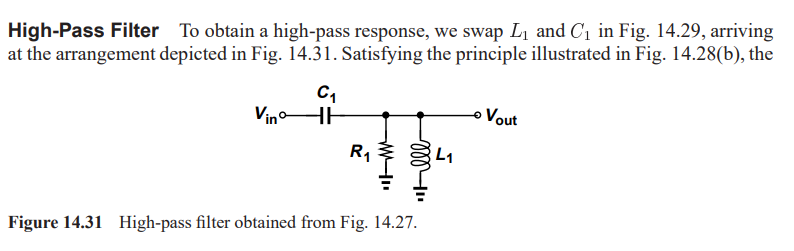 High-Pass Filter To obtain a high-pass response, we swap L₁ and C₁ in Fig. 14.29, arriving
at the arrangement depicted in Fig. 14.31. Satisfying the principle illustrated in Fig. 14.28(b), the
C₁
Vin
Vout
R₁
L₁
Figure 14.31 High-pass filter obtained from Fig. 14.27.